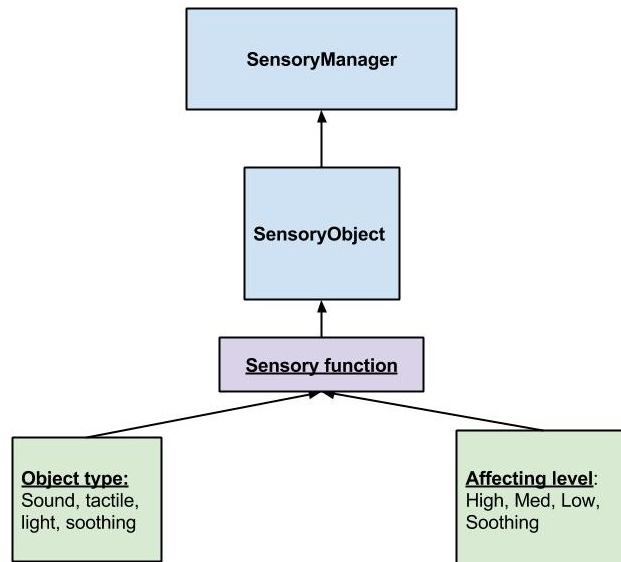 SensoryManager
SensoryObject
Sensory function
Object type:
Sound, tactile,
light, soothing
Affecting level:
High, Med, Low,
Soothing